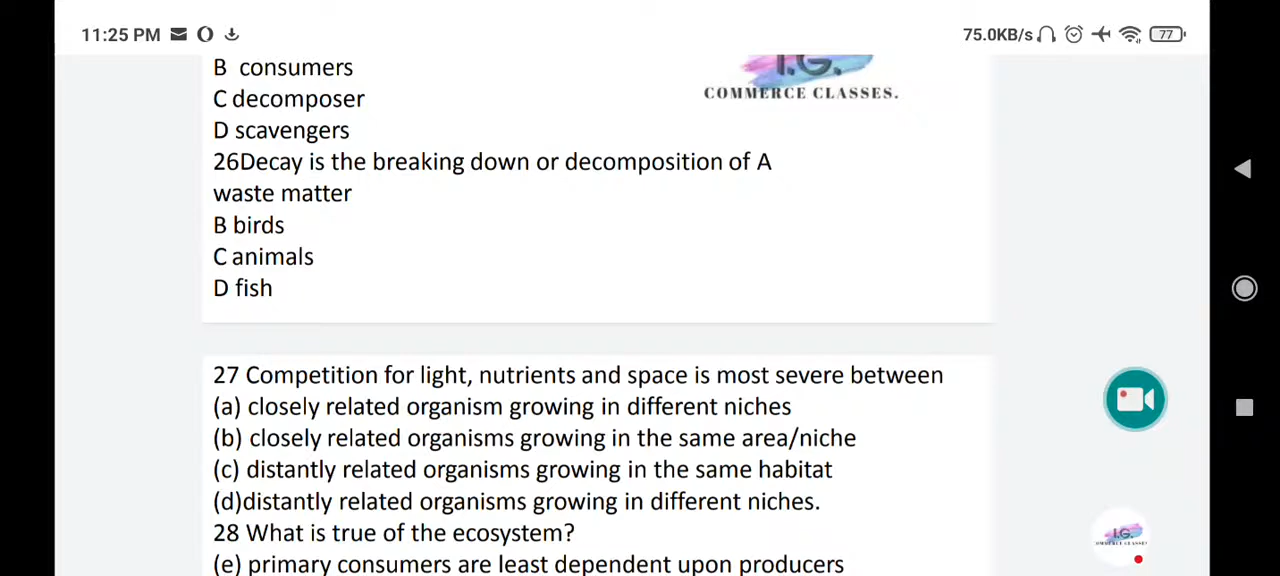 11:25 PM
75.0KB/s
77
I.G.
COMMERCE CLASSES.
B consumers
C decomposer
D scavengers
26Decay is the breaking down or decomposition of A
waste matter
B birds
C animals
D fish
27 Competition for light, nutrients and space is most severe between
(a) closely related organism growing in different niches
(b) closely related organisms growing in the same area/niche
(c) distantly related organisms growing in the same habitat
(d)distantly related organisms growing in different niches.
28 What is true of the ecosystem?
(e) primary consumers are least dependent upon producers
I.G.
COMMERCE CLASSES